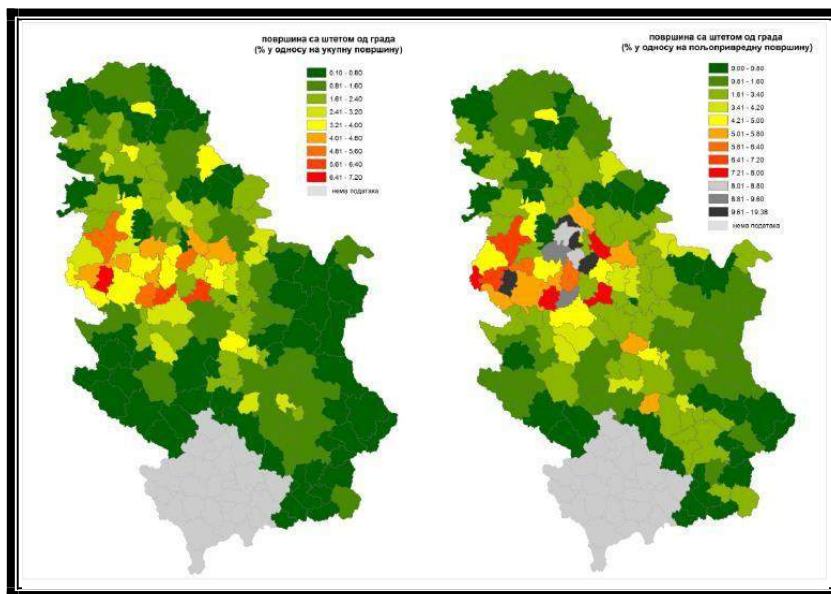 површина са штетом од града
(% у односу на укупну површину)
0.10 - 0.80
0.81 - 1.60
1.61 - 2.40
2.41 - 3.20
3.21 - 4.00
4.01 - 4.80
4.81 - 5.60
5.61 - 6.40
6.41 - 7.20
нема података
површина са штетом од града
(% у односу на пољопривредну површину)
0.00 - 0.80
0.81 - 1.60
1.61 - 3.40
3.41 - 4.20
4.21 - 5.00
5.01 - 5.80
5.81 - 6.40
6.41 - 7.20
7.21 - 8.00
8.01 - 8.80
8.81 - 9.60
9.61 - 19.38
нема података